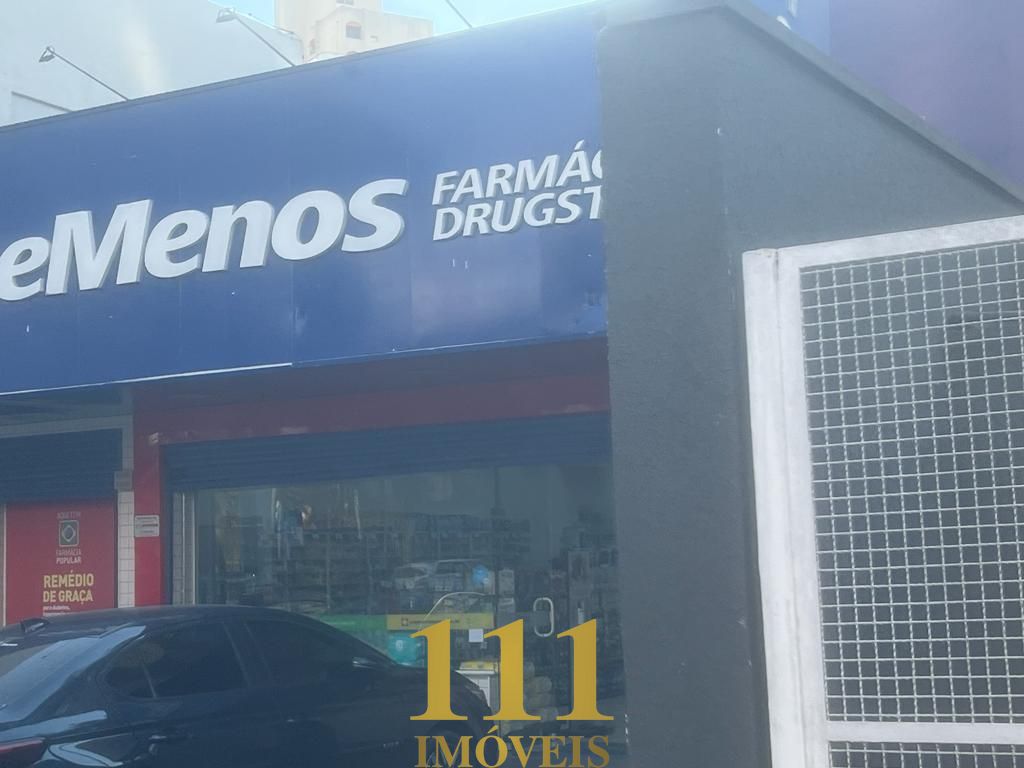 eMenos
FARMÁC
DRUGST
AQUI TEM
FARMÁCIA
POPULAR
REMÉDIO
DE GRAÇA
111
IMÓVEIS